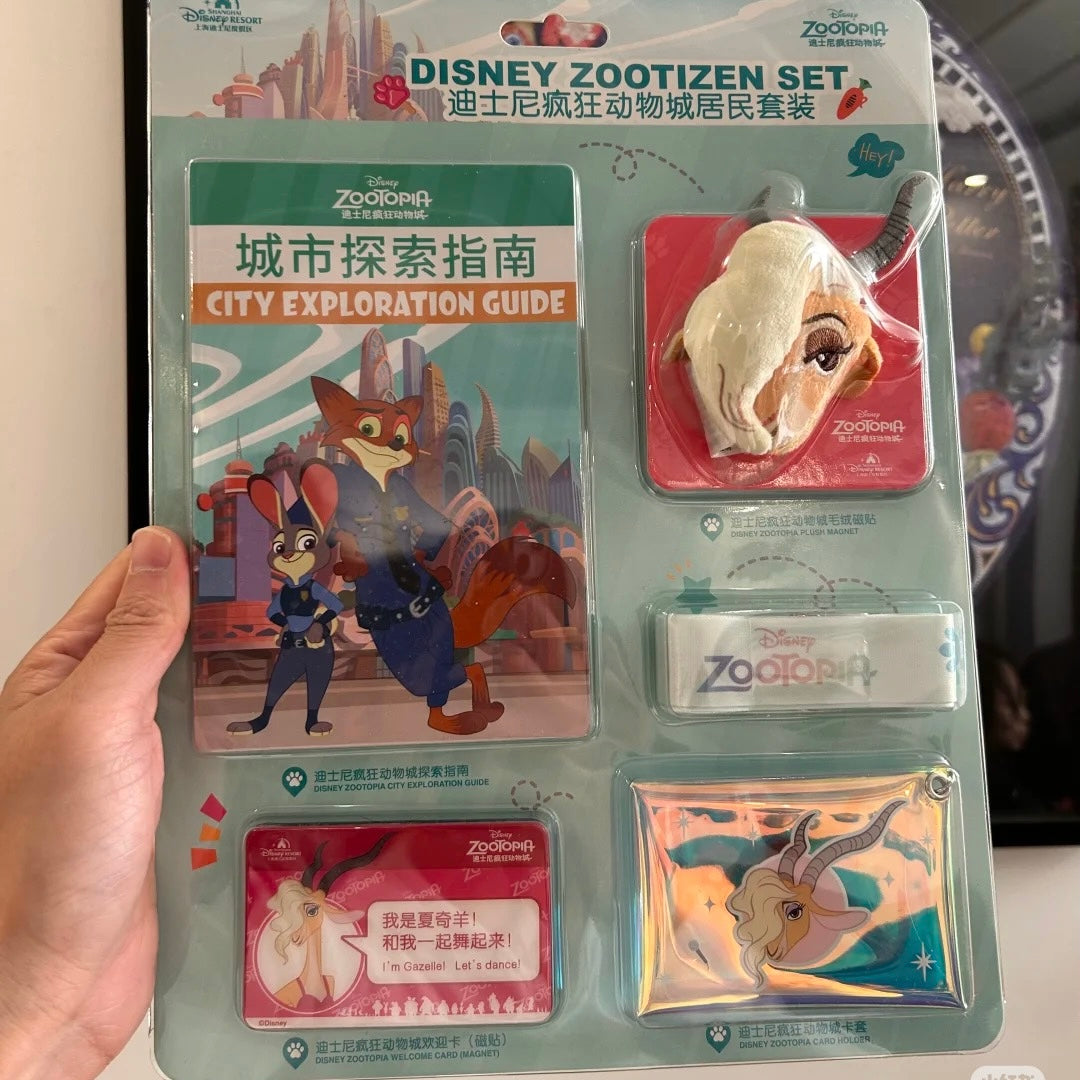 SHANGHAI
Disney RESORT
上海迪士尼度假区
Disney
ZOOTOPIA
迪士尼疯狂动物城
DISNEY ZOOTIZEN SET
迪士尼疯狂动物城居民套装
HEY!
Disney
ZOOTOPIA
迪士尼疯狂动物城
城市探索指南
CITY EXPLORATION GUIDE
Disney
ZOOTOPIA
迪士尼疯狂动物城
Disney RESORT
迪士尼疯狂动物城毛绒磁贴
DISNEY ZOOTOPIA PLUSH MAGNET
Disney
ZOOTOPIA
迪士尼疯狂动物城探索指南
DISNEY ZOOTOPIA CITY EXPLORATION GUIDE
Disney RESORT
Disney
ZOOTOPIA
迪士尼疯狂动物城
我是夏奇羊!
和我一起舞起来!
I'm Gazelle! Let's dance!
©Disney
迪士尼疯狂动物城欢迎卡（磁贴）
DISNEY ZOOTOPIA WELCOME CARD (MAGNET)
迪士尼疯狂动物城卡套
DISNEY ZOOTOPIA CARD HOLDER